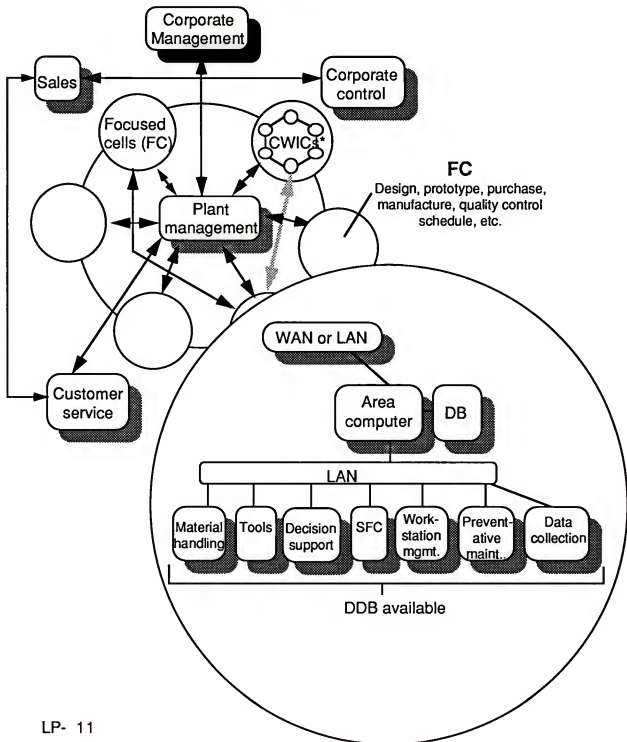 Corporate
Management
Sales
Corporate
control
Focused
cells (FC)
CWICs*
FC
Design, prototype, purchase,
manufacture, quality control
schedule, etc.
Plant
management
Customer
service
WAN or LAN
Area
computer
DB
LAN
Material
handling
Tools
Decision
support
SFC
Work-
station
mgmt.
Prevent-
ative
maint..
Data
collection
DDB available
LP- 11